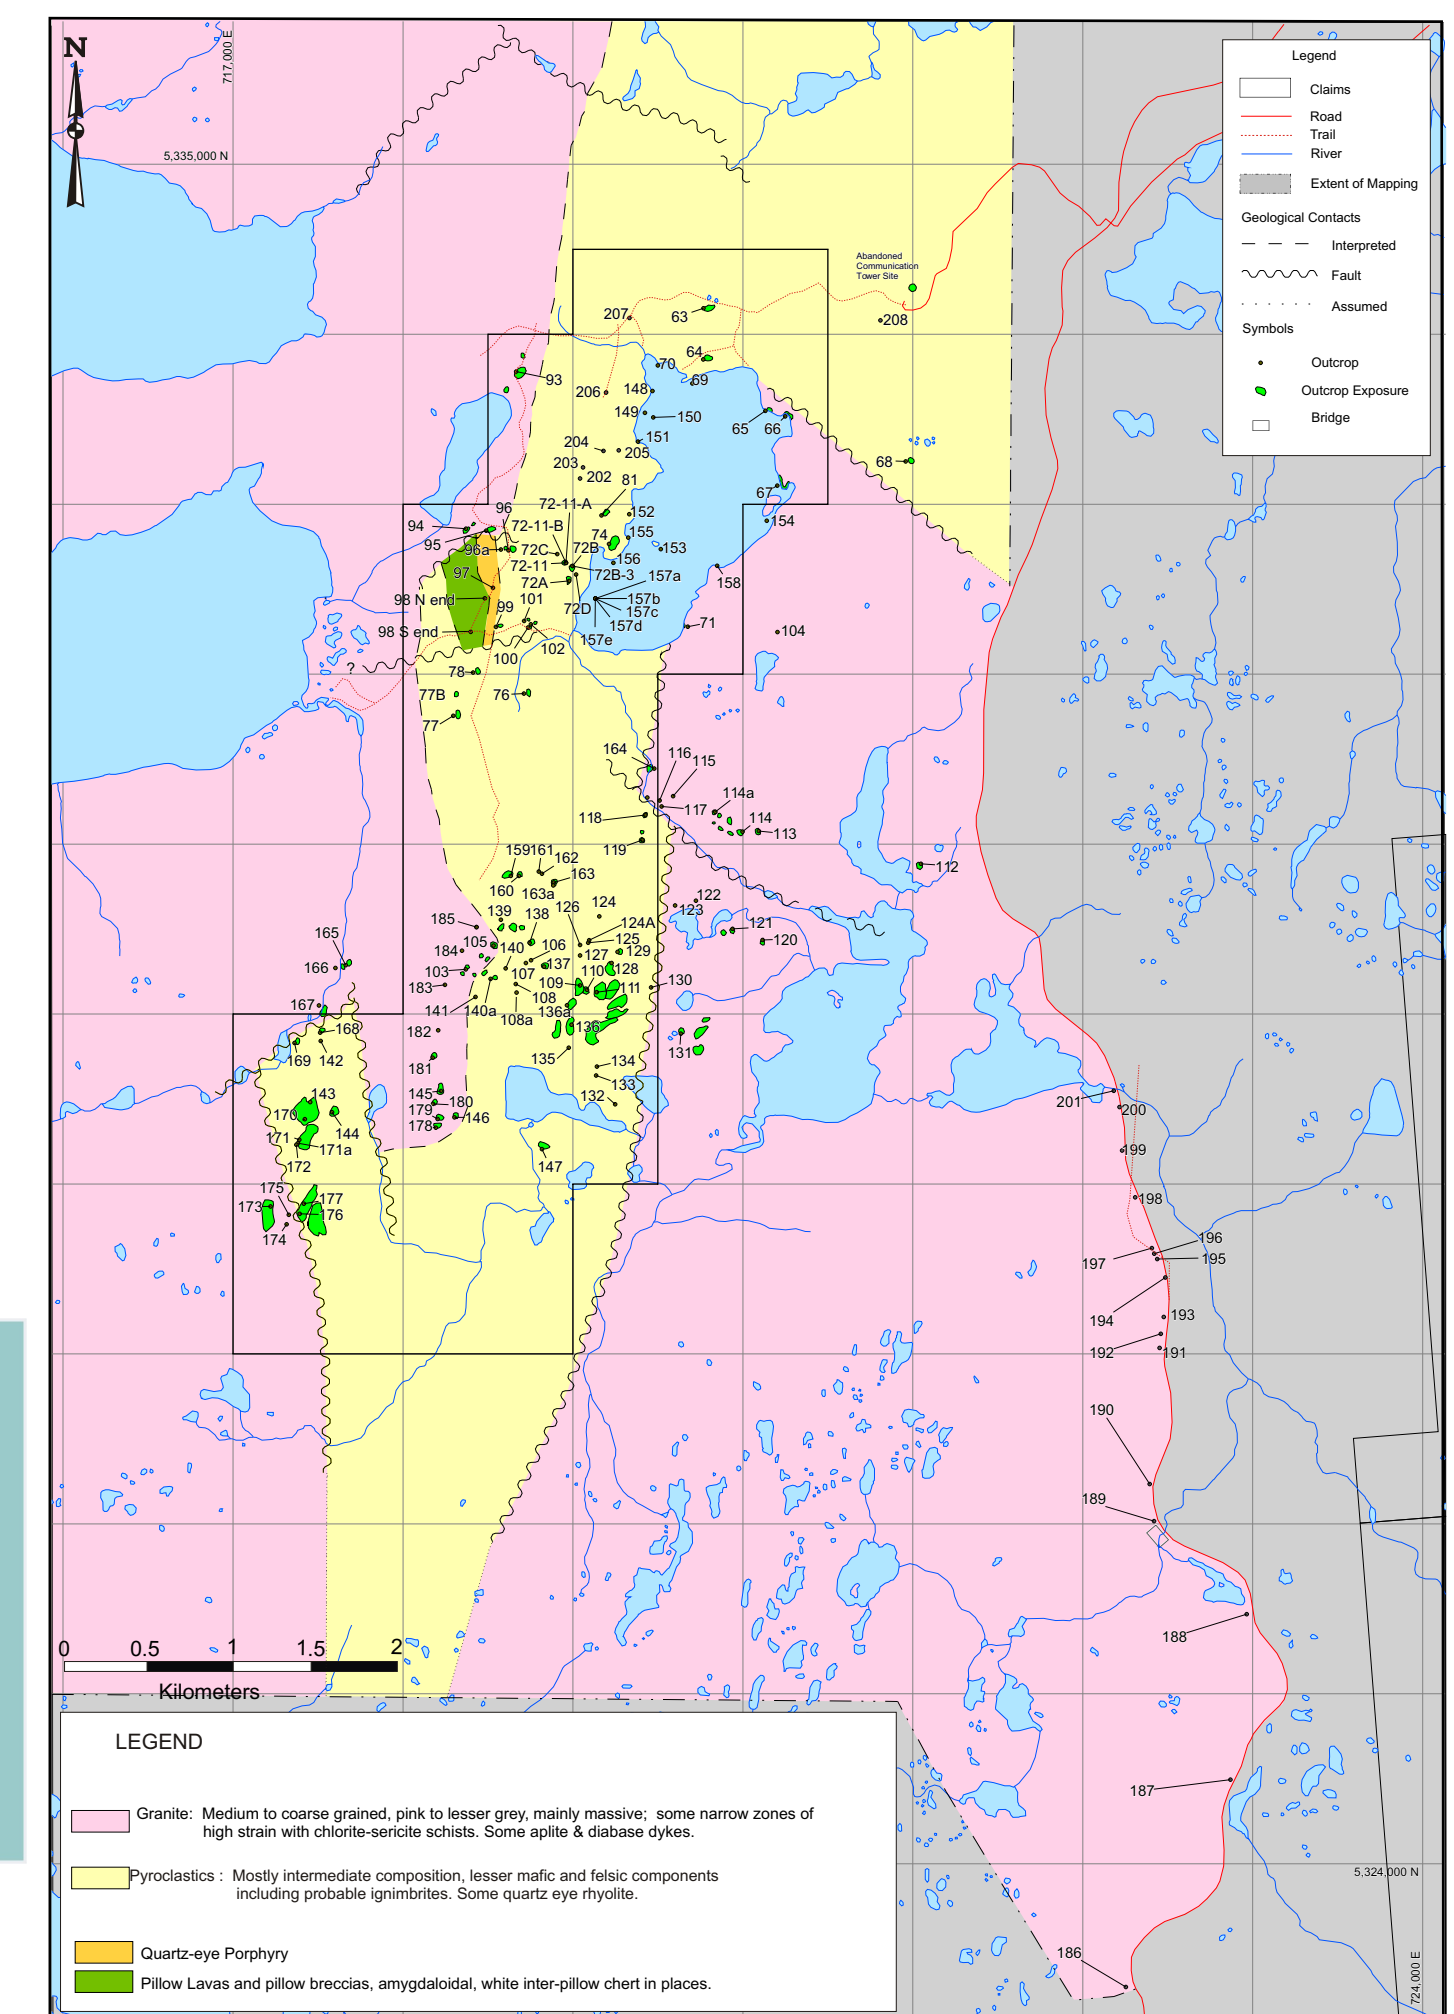 N
717,000 E
5,335,000 N
Legend
Claims
Road
Trail
River
Extent of Mapping
Geological Contacts
Interpreted
Fault
Assumed
Symbols
Outcrop
Outcrop Exposure
Bridge
Abandoned
Communication
Tower Site
207
63
208
64
70
69
93
206
148
149
150
65
66
151
204
205
68
203
202
81
67
72-11-A
96
152
154
94
72-11-B
74
155
95
96a
72C
72B
153
72-11
156
97
72A
72B-3
157a
158
98 N end
99
101
72D
157b
157c
98 S end
157d
71
104
157e
100
102
?
78
77B
76
77
164
116
115
117
114a
118
114
113
119
159
161
162
112
160
163
163a
122
124
123
139
138
126
185
124A
121
165
105
140
106
125
120
184
127
129
166
103
137
128
107
109
110
183
130
167
108
111
141
140a
136a
108a
168
182
136
131
169
142
181
135
134
133
143
145
180
132
201
170
179
146
200
144
178
171
171a
172
147
199
175
177
173
176
198
174
196
197
195
194
193
192
191
190
189
188
0
0.5
1
1.5
2
Kilometers
187
LEGEND
Granite: Medium to coarse grained, pink to lesser grey, mainly massive; some narrow zones of
high strain with chlorite-sericite schists. Some aplite & diabase dykes.
Pyroclastics : Mostly intermediate composition, lesser mafic and felsic components
including probable ignimbrites. Some quartz eye rhyolite.
5,324,000 N
Quartz-eye Porphyry
186
Pillow Lavas and pillow breccias, amygdaloidal, white inter-pillow chert in places.
724,000 E